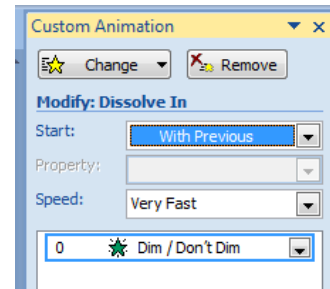 Custom Animation
Change Remove
Modify: Dissolve In
Start: With Previous
Property:
Speed: Very Fast
0 Dim / Don't Dim